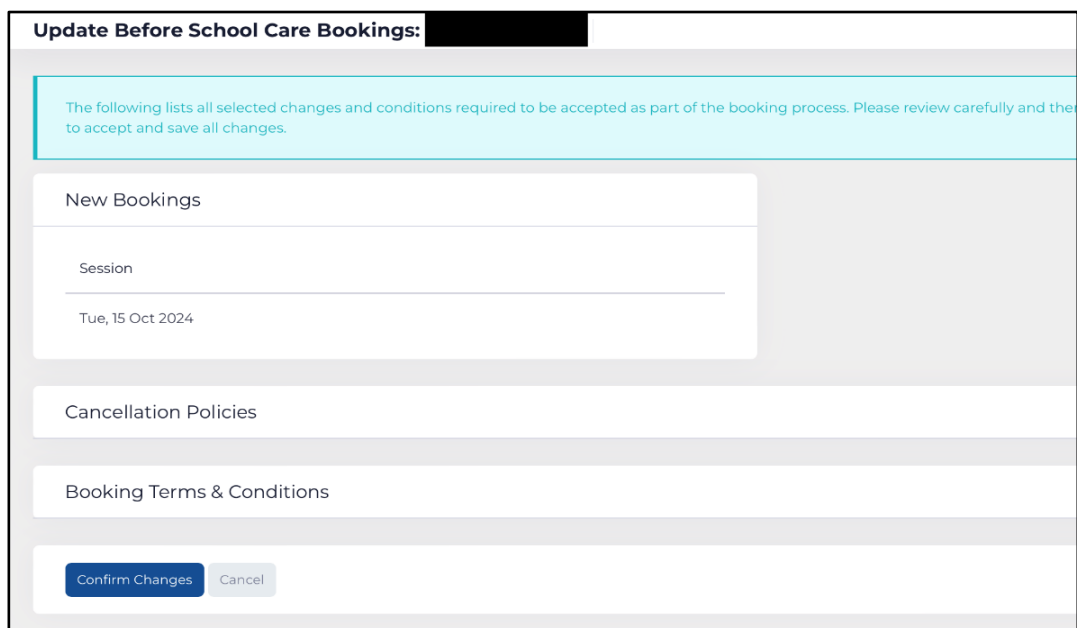 Update Before School Care Bookings:
The following lists all selected changes and conditions required to be accepted as part of the booking process. Please review carefully and
to accept and save all changes.
New Bookings
Session
Tue, 15 Oct 2024
Cancellation Policies
Booking Terms & Conditions
Confirm Changes Cancel